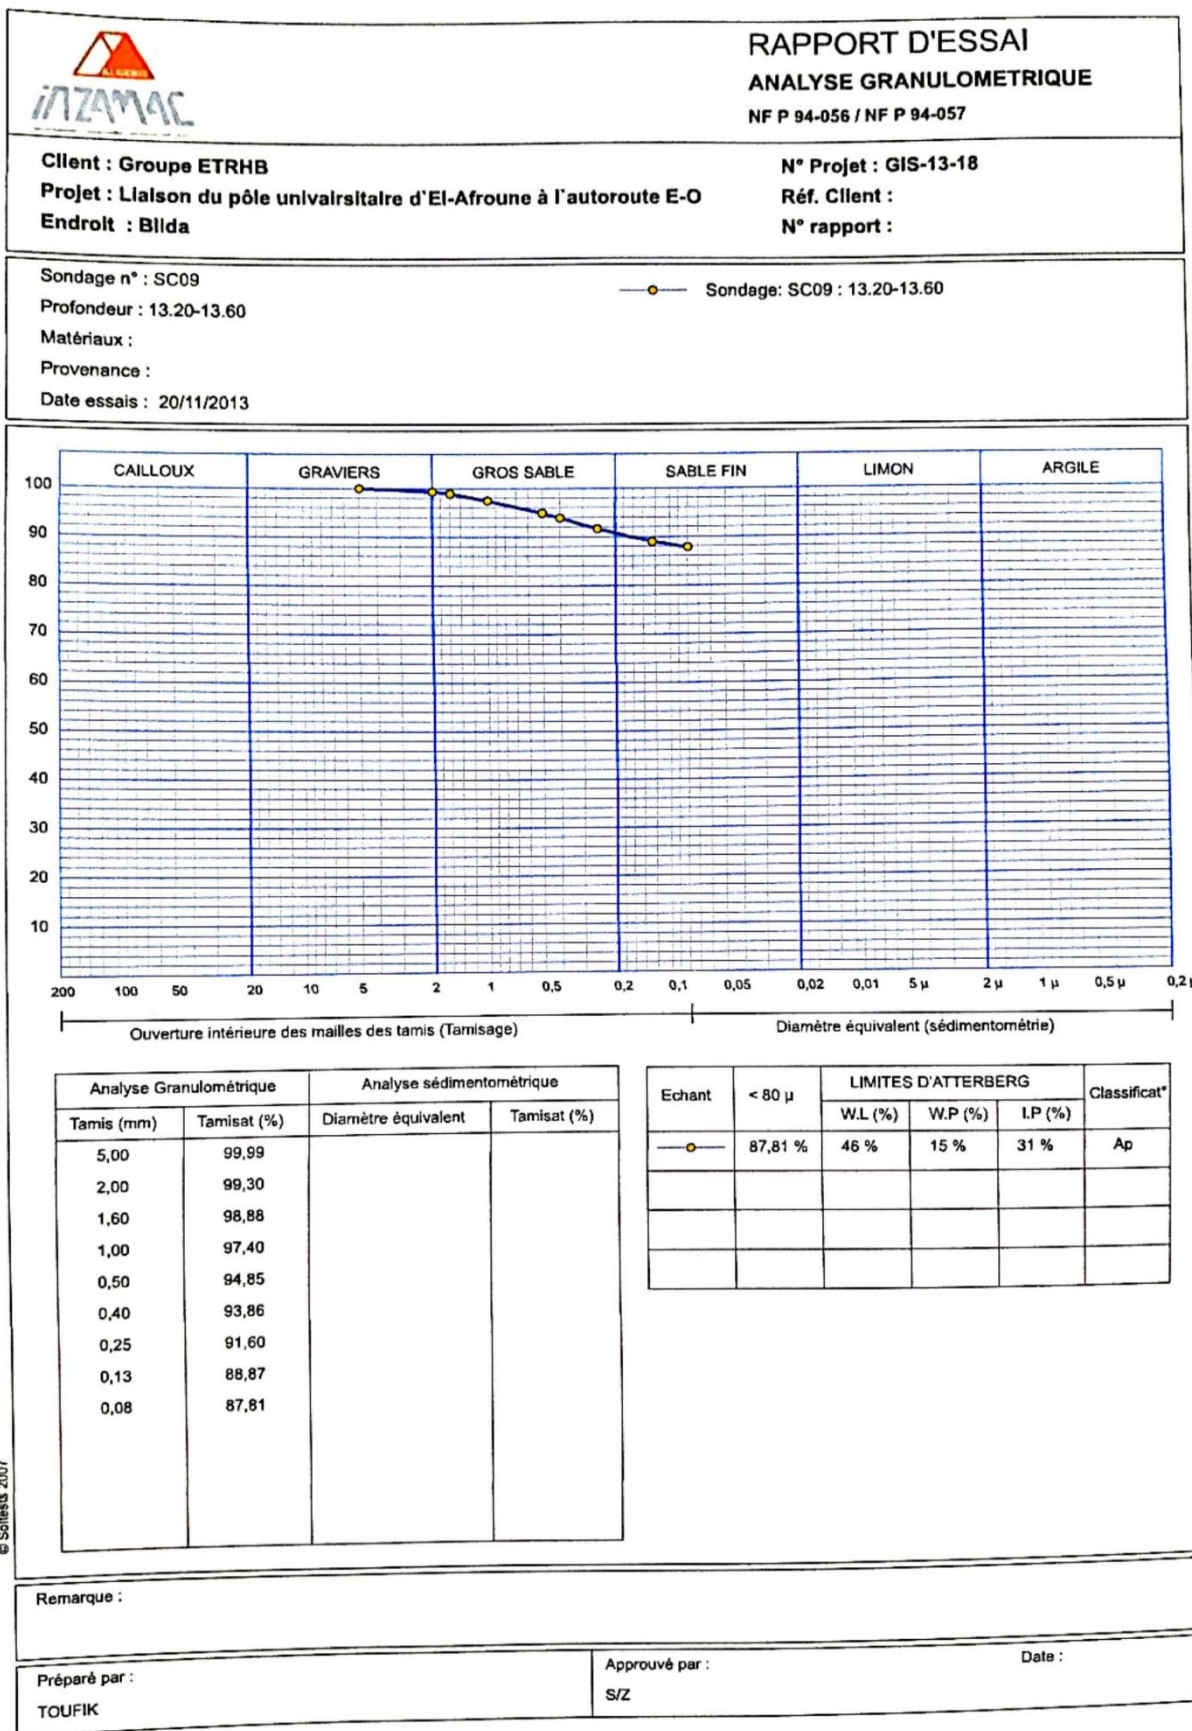 ALL RISKS
inzamac
RAPPORT D'ESSAI
ANALYSE GRANULOMETRIQUE
NF P 94-056 / NF P 94-057
Client : Groupe ETRHB
Projet : Liaison du pôle univairsitaire d'El-Afroune à l'autoroute E-O
Endroit : Blida
N° Projet : GIS-13-18
Réf. Client :
N° rapport :
Sondage n° : SC09
Profondeur : 13.20-13.60
Matériaux :
Provenance :
Date essais : 20/11/2013
Sondage: SC09 : 13.20-13.60
CAILLOUX GRAVIERS GROS SABLE SABLE FIN LIMON ARGILE
100
90
80
70
60
50
40
30
20
10
200 100 50 20 10 5 2 1 0,5 0,2 0,1 0,05 0,02 0,01 5 µ 2 µ 1 µ 0,5 µ 0,2 µ
Ouverture intérieure des mailles des tamis (Tamisage) Diamètre équivalent (sédimentométrie)
Analyse Granulométrique Analyse sédimentométrique
Tamis (mm) Tamisat (%) Diamètre équivalent Tamisat (%)
5,00 99,99
2,00 99,30
1,60 98,88
1,00 97,40
0,50 94,85
0,40 93,86
0,25 91,60
0,13 88,87
0,08 87,81
Echant < 80 µ LIMITES D'ATTERBERG Classificat°
W.L (%) W.P (%) I.P (%)
87,81 % 46 % 15 % 31 % Ap
© Soltests 2007
Remarque :
Préparé par :
TOUFIK
Approuvé par :
S/Z
Date :